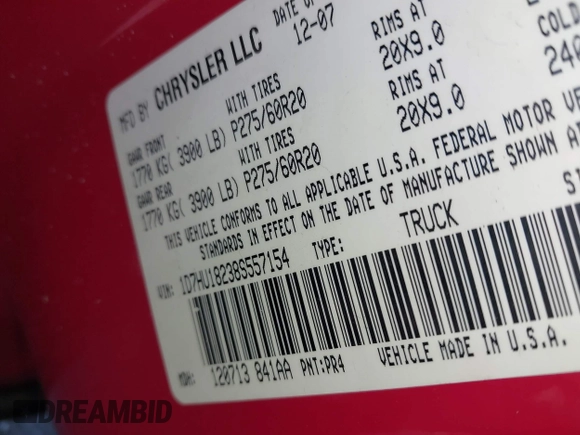 MFD BY CHRYSLER LLC DATE OF
12-07
GAWR FRONT WITH TIRES RIMS AT COLD
1770 KG( 3900 LB) P275/60R20 20X9.0
GAWR REAR WITH TIRES RIMS AT
1770 KG( 3900 LB) P275/60R20 20X9.0
THIS VEHICLE CONFORMS TO ALL APPLICABLE U.S.A. FEDERAL MOTOR VE
STANDARDS IN EFFECT ON THE DATE OF MANUFACTURE SHOWN A
VIN: 1D7HU18238S557154 TYPE: TRUCK
MDH: 120713 841AA PNT:PR4 VEHICLE MADE IN U.S.A.
DREAMBID